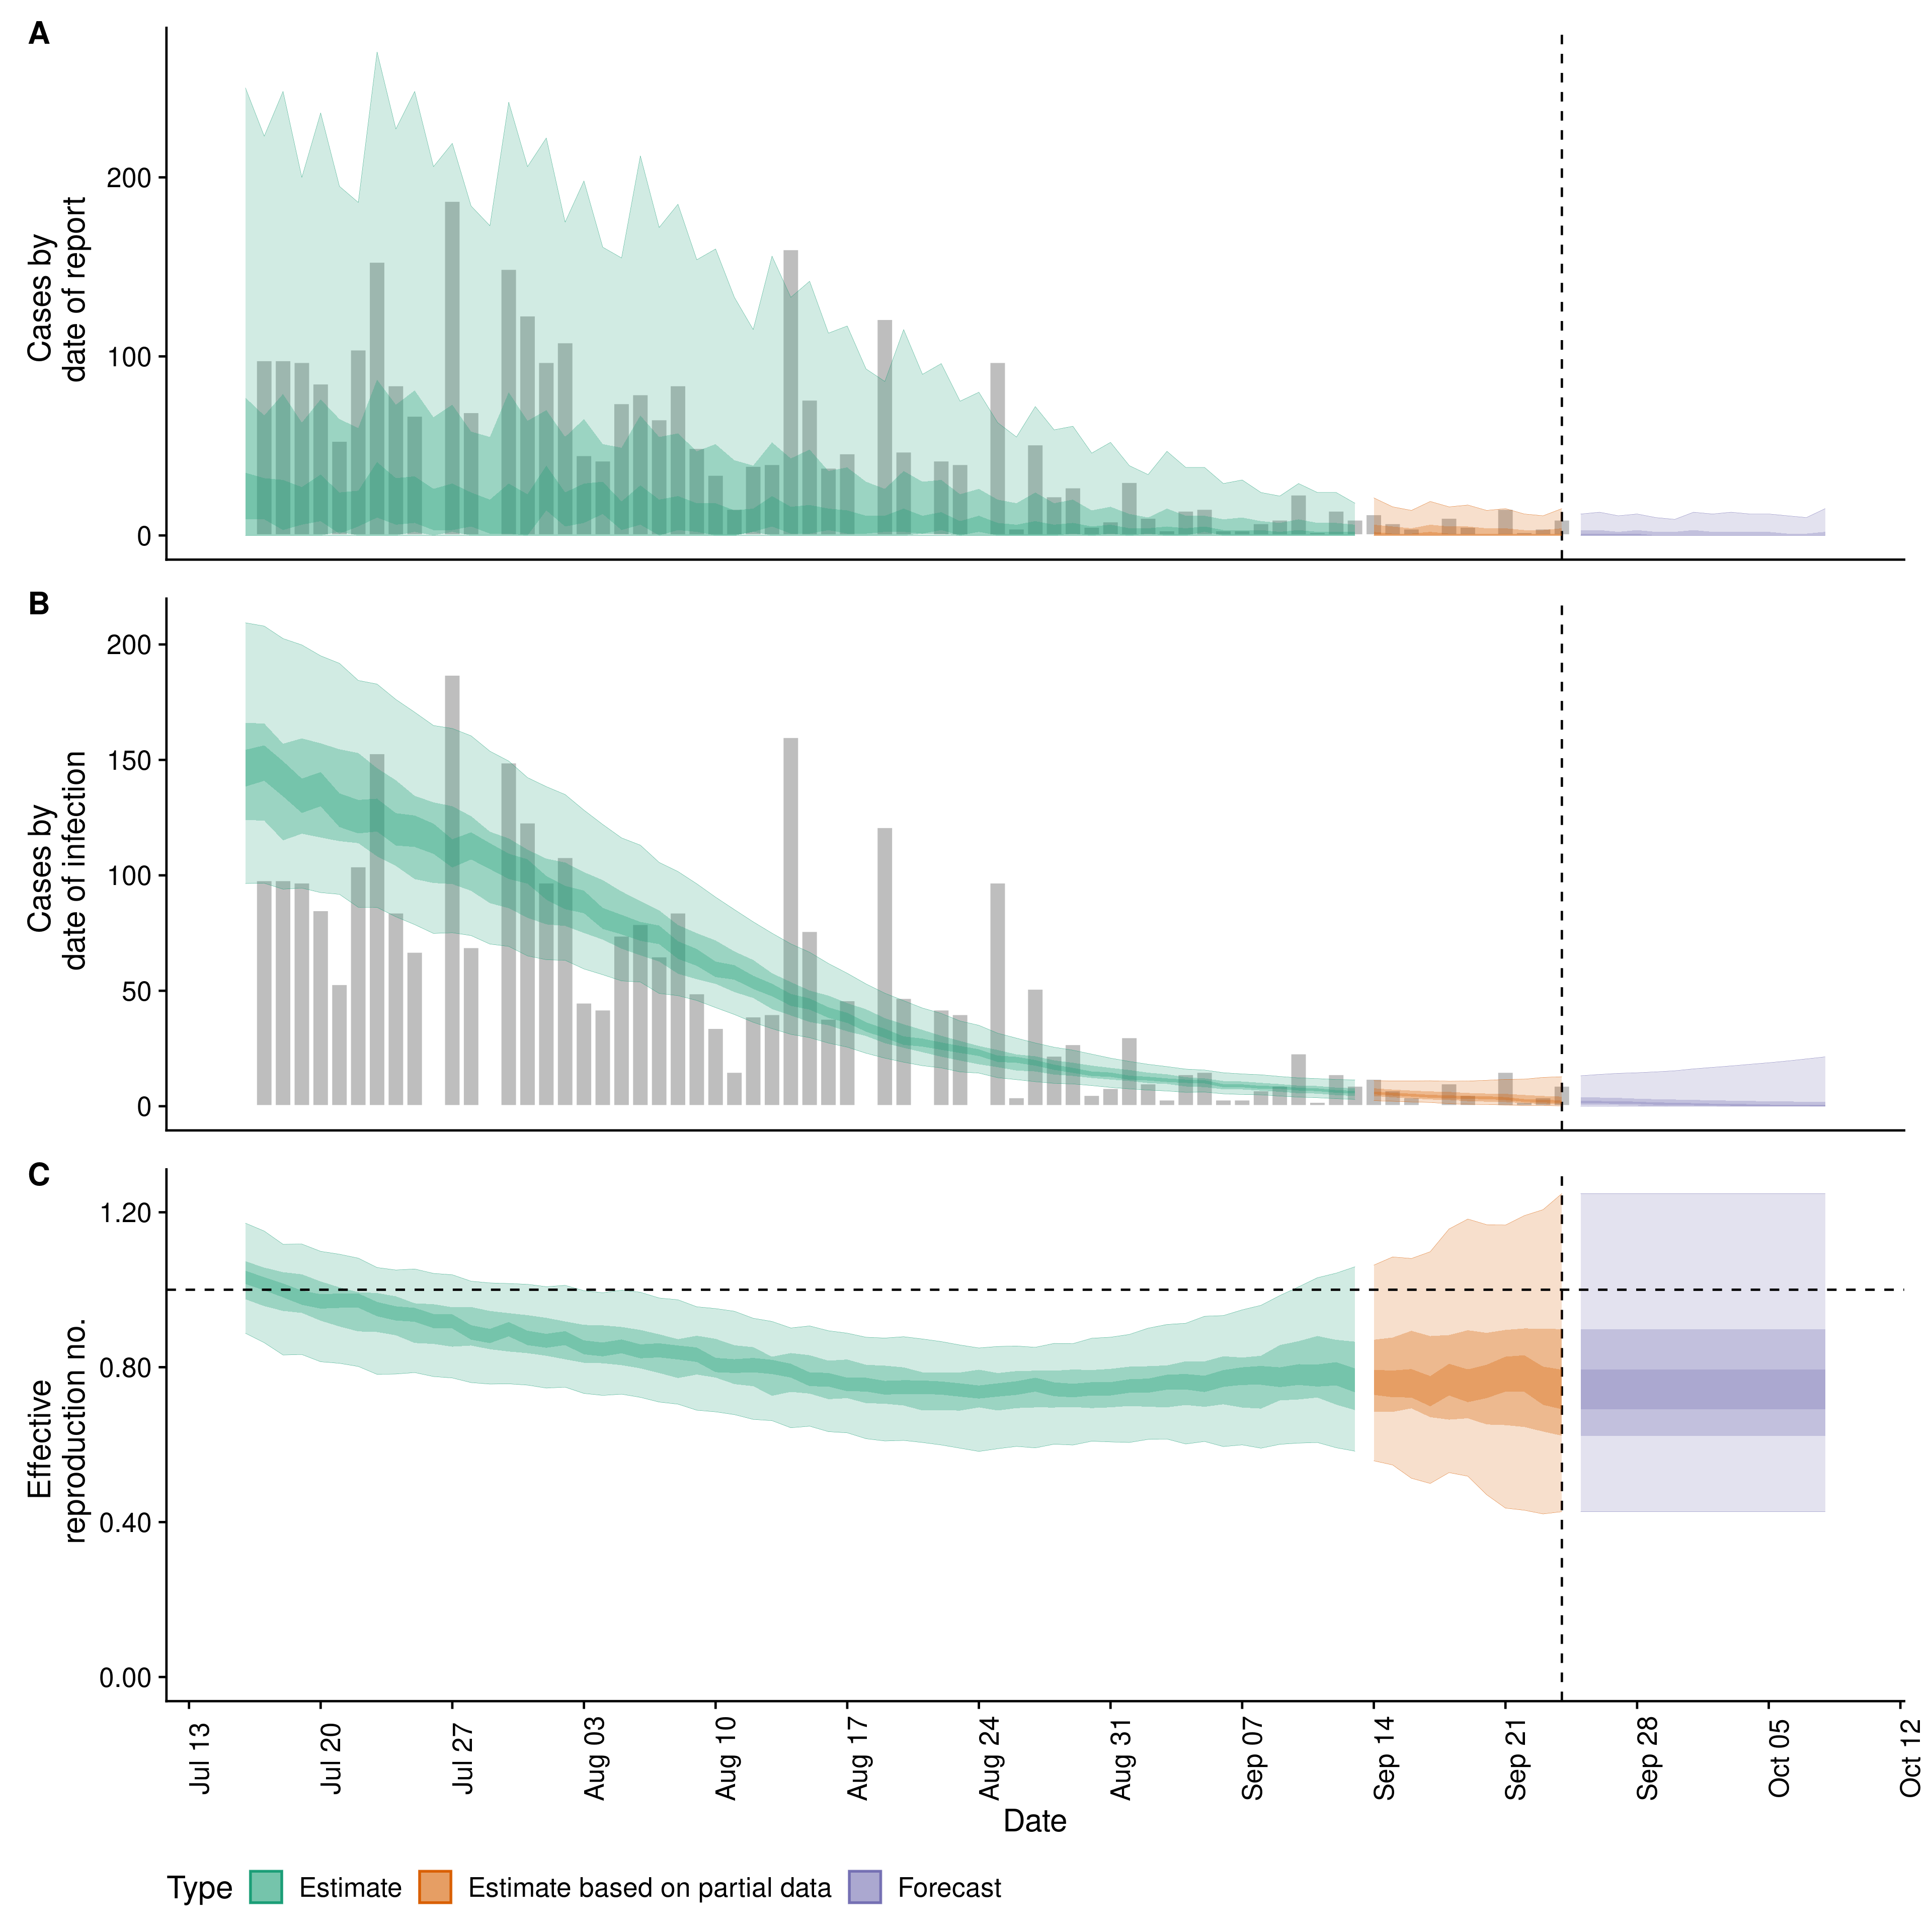 A
Cases by
date of report
200
100
0
B
Cases by
date of infection
200
150
100
50
0
C
Effective
reproduction no.
1.20
0.80
0.40
0.00
Jul 13
Jul 20
Jul 27
Aug 03
Aug 10
Aug 17
Aug 24
Aug 31
Sep 07
Sep 14
Sep 21
Sep 28
Oct 05
Oct 12
Date
Type Estimate Estimate based on partial data Forecast